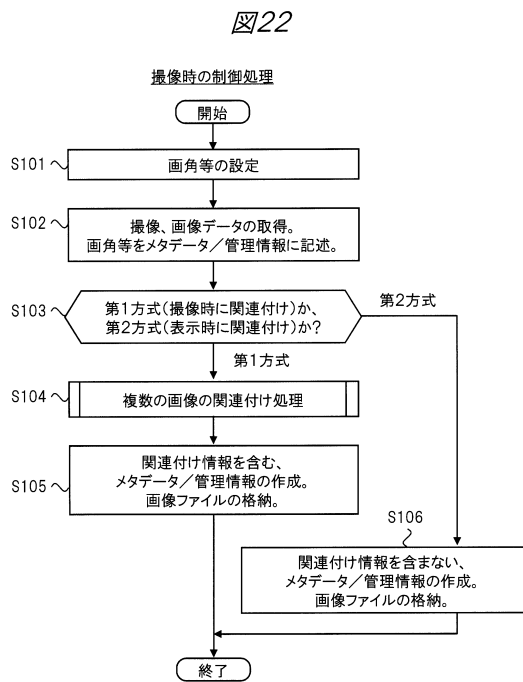 図22
撮像時の制御処理
開始
S101
画角等の設定
S102
撮像、画像データの取得。
画角等をメタデータ／管理情報に記述。
S103
第1方式(撮像時に関連付け)か、
第2方式(表示時に関連付け)か?
第2方式
第1方式
S104
複数の画像の関連付け処理
S105
関連付け情報を含む、
メタデータ／管理情報の作成。
画像ファイルの格納。
S106
関連付け情報を含まない、
メタデータ／管理情報の作成。
画像ファイルの格納。
終了